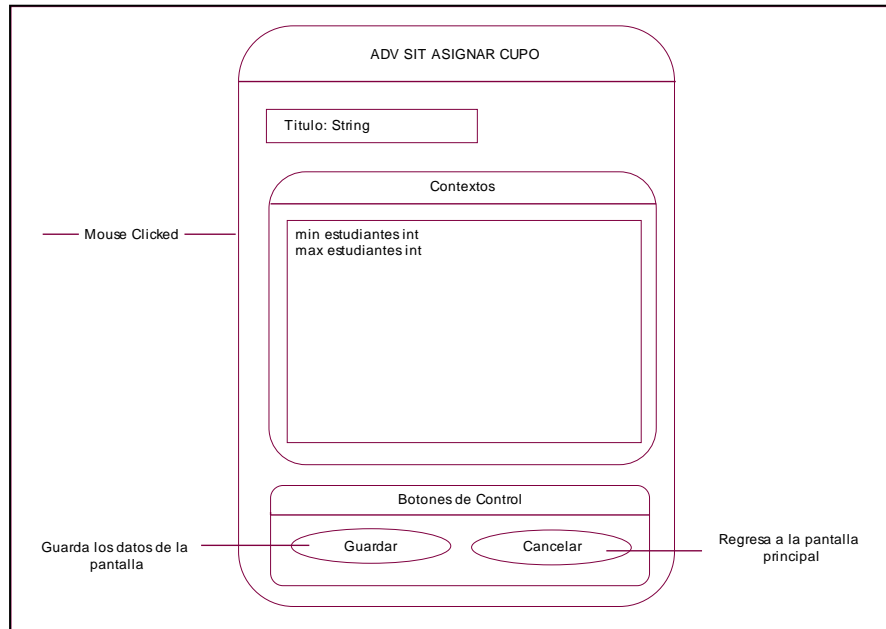 ADV SIT ASIGNAR CUPO
Titulo: String
Contextos
min estudiantes int
max estudiantes int
Mouse Clicked
Botones de Control
Guardar
Cancelar
Guarda los datos de la
pantalla
Regresa a la pantalla
principal